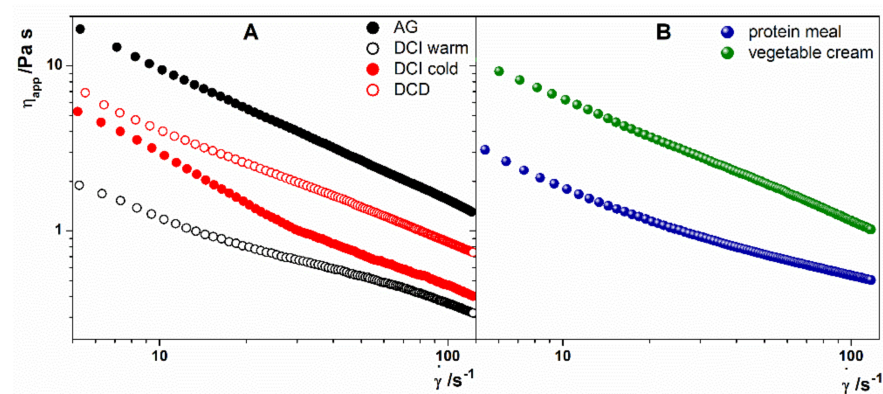 A
AG
DCI warm
DCI cold
DCD
B
protein meal
vegetable cream
η_app /Pa s
10
1
10
100
γ̇ /s⁻¹
10
100
γ̇ /s⁻¹